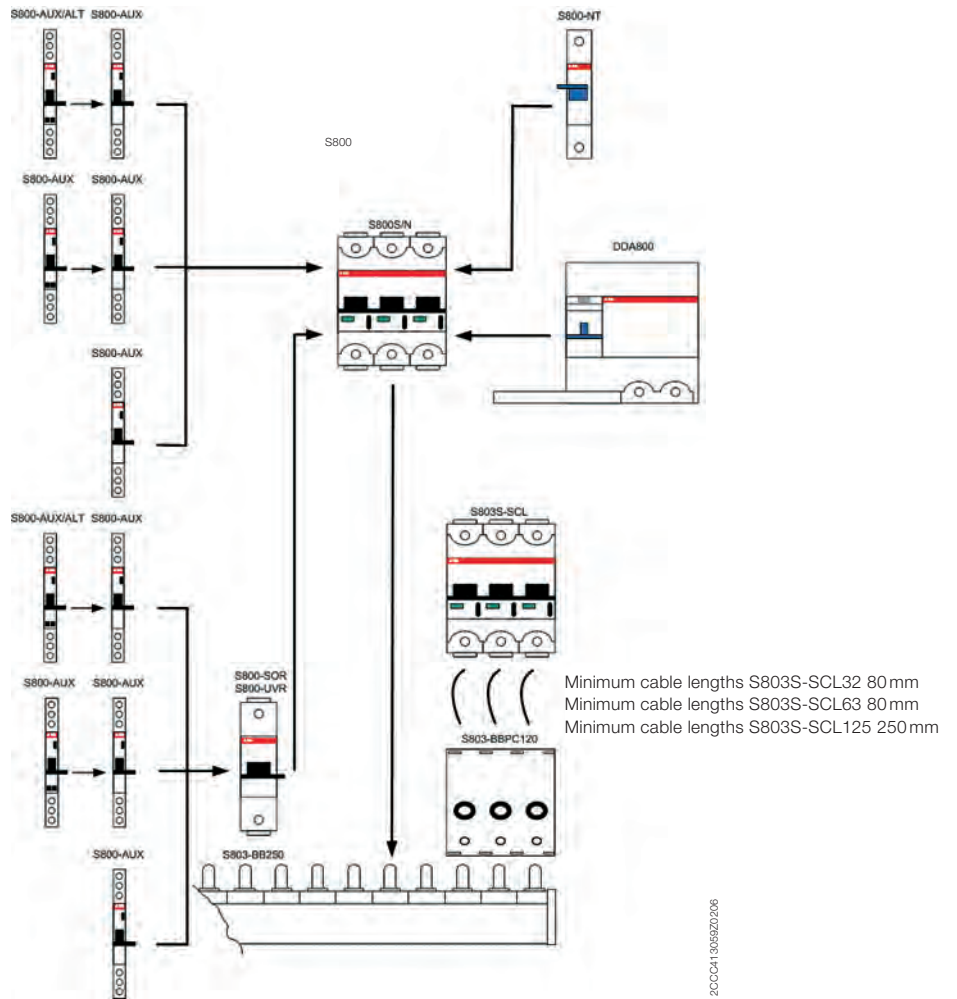 S800-AUX/ALT S800-AUX
S800-NT
S800
S800-AUX S800-AUX
S800S/N
DDA800
S800-AUX
S800-AUX/ALT S800-AUX
S803S-SCL
S800-AUX S800-AUX
S800-SOR
S800-UVR
Minimum cable lengths S803S-SCL32 80 mm
Minimum cable lengths S803S-SCL63 80 mm
Minimum cable lengths S803S-SCL125 250 mm
S803-BBPC120
S800-AUX
S803-BB250
2CCC413059Z0206